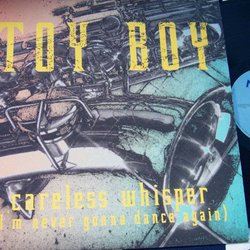 TOY BOY
careless whisper
(I'm never gonna dance again)